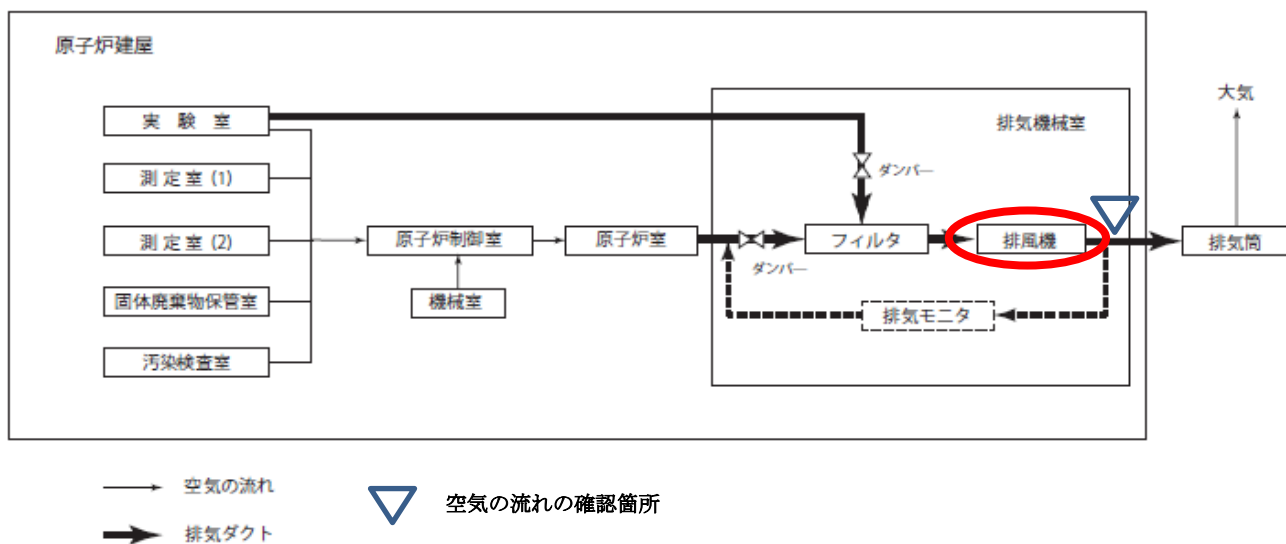 原子炉建屋
大気
排気機械室
実 験 室
ダンパー
測 定 室 (1)
測 定 室 (2)
原子炉制御室
原子炉室
フィルタ
排風機
排気筒
ダンパー
固体廃棄物保管室
機械室
排気モニタ
汚染検査室
空気の流れ
空気の流れの確認箇所
排気ダクト